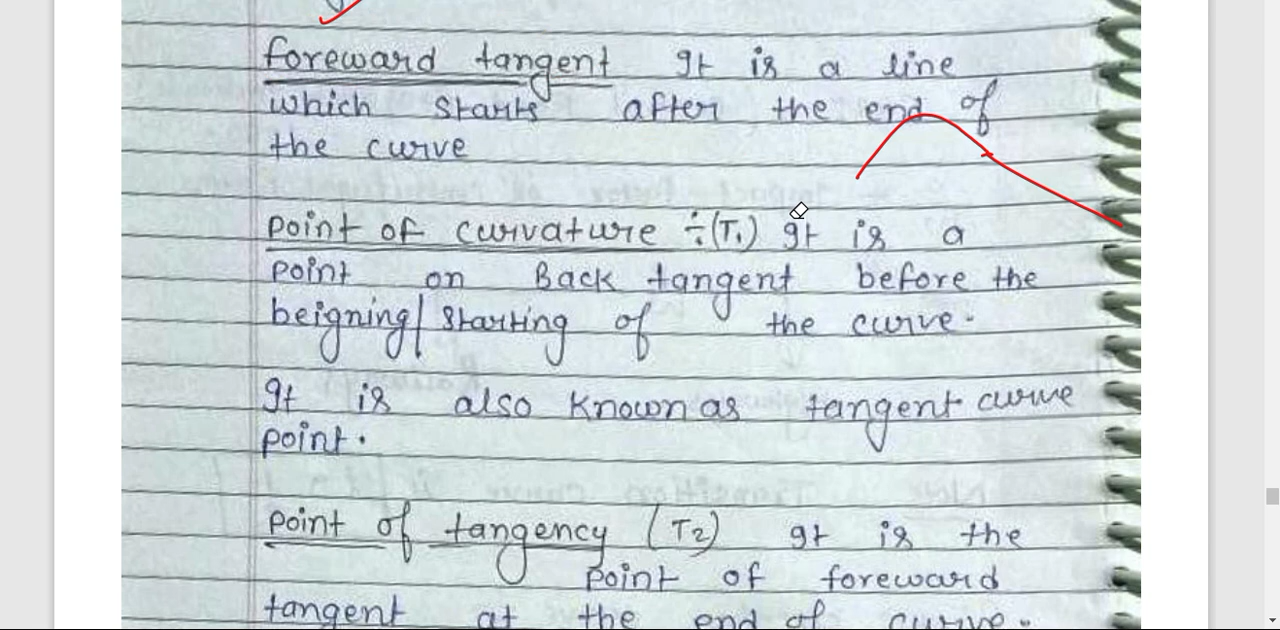 foreward tangent It is a line
which starts after the end of
the curve
point of curvature ÷(T₁) It is a
point on Back tangent before the
beigning/starting of the curve.
It is also known as tangent curve
point.
point of tangency (T2) It is the
point of foreward
tangent at the end of curve.